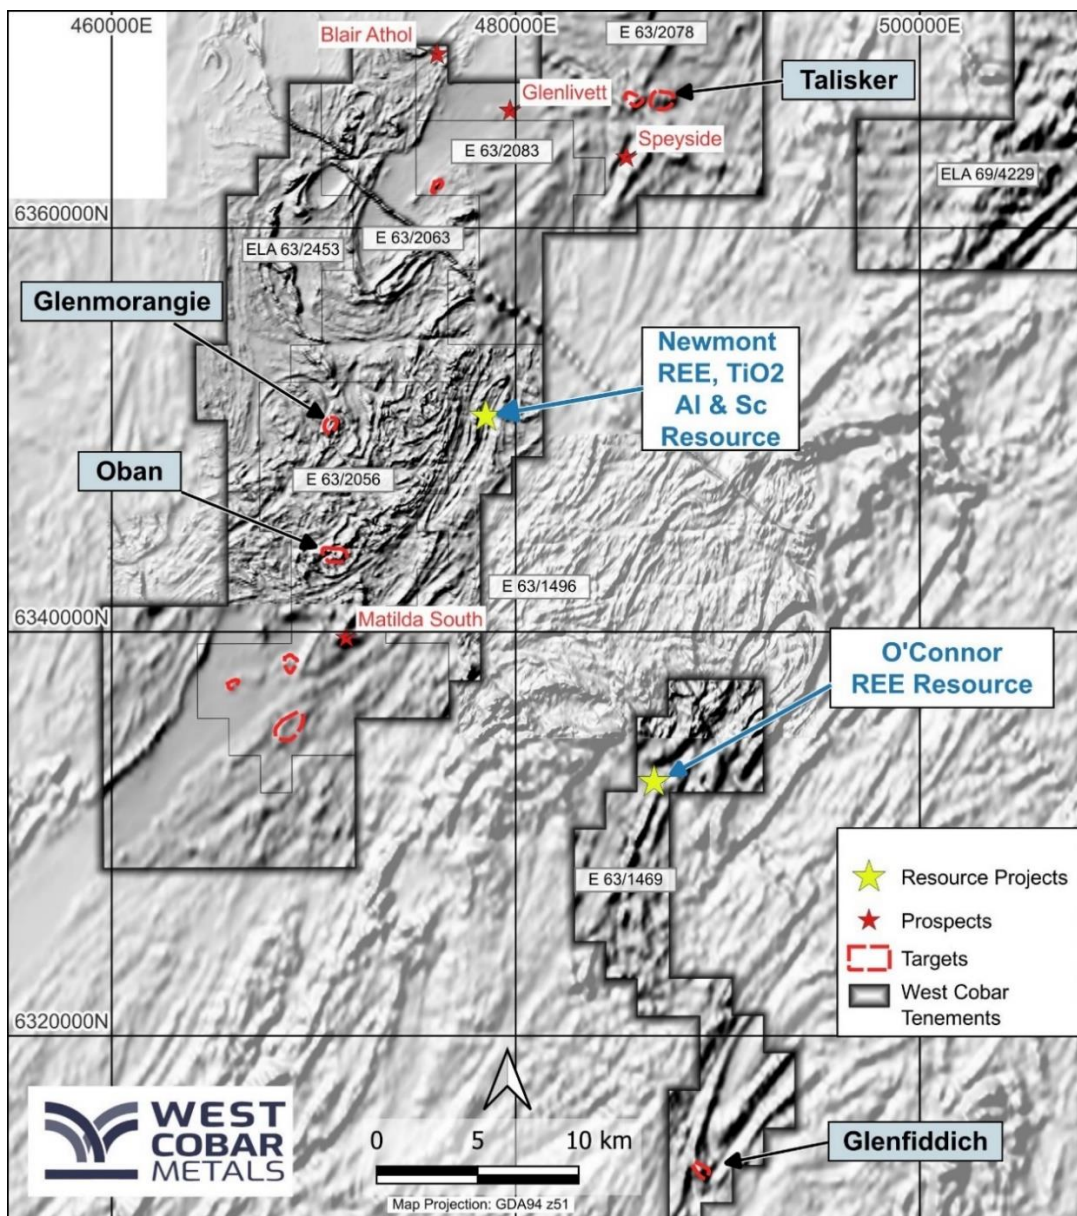 460000E
480000E
500000E
Blair Athol
E 63/2078
Glenlivett
Talisker
E 63/2083
Speyside
ELA 69/4229
6360000N
ELA 63/2453
E 63/2063
Glenmorangie
Newmont
REE, TiO2
Al & Sc
Resource
Oban
E 63/2056
E 63/1496
6340000N
Matilda South
O'Connor
REE Resource
E 63/1469
Resource Projects
Prospects
Targets
West Cobar
Tenements
6320000N
WEST
COBAR
METALS
0 5 10 km
Map Projection: GDA94 z51
Glenfiddich